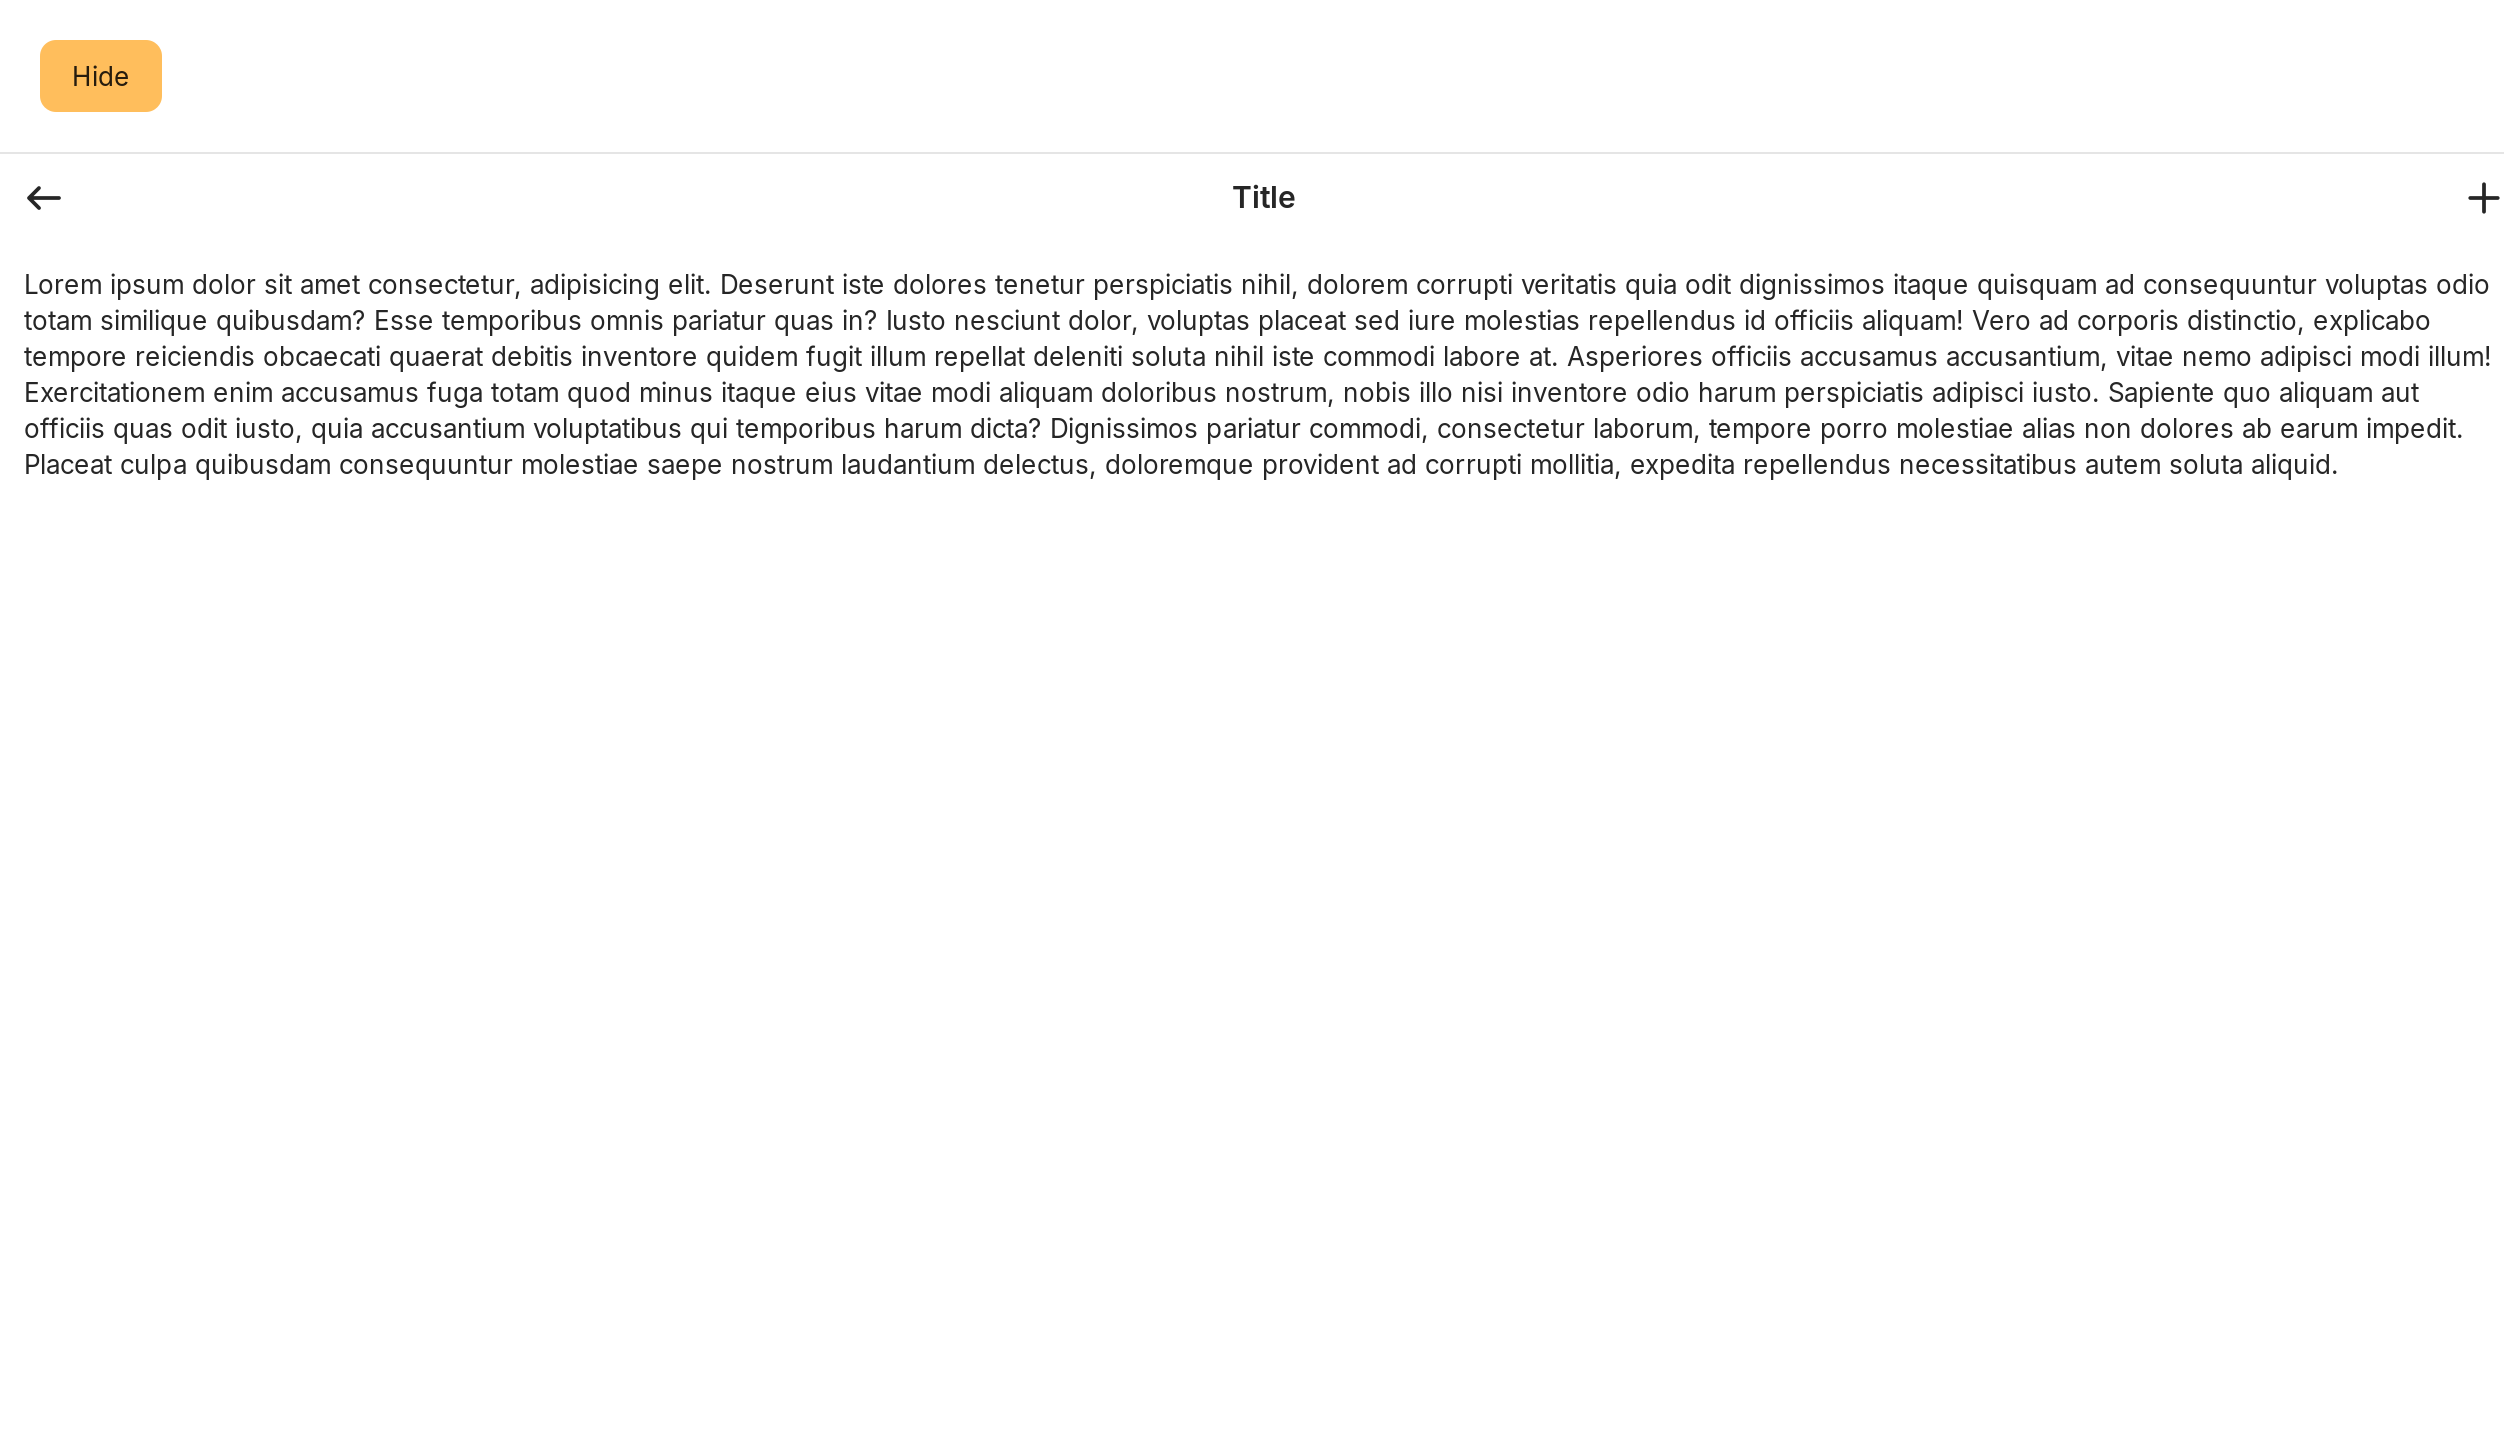 Hide
Title
Lorem ipsum dolor sit amet consectetur, adipisicing elit. Deserunt iste dolores tenetur perspiciatis nihil, dolorem corrupti veritatis quia odit dignissimos itaque quisquam ad consequuntur voluptas odio
totam similique quibusdam? Esse temporibus omnis pariatur quas in? Iusto nesciunt dolor, voluptas placeat sed iure molestias repellendus id officiis aliquam! Vero ad corporis distinctio, explicabo
tempore reiciendis obcaecati quaerat debitis inventore quidem fugit illum repellat deleniti soluta nihil iste commodi labore at. Asperiores officiis accusamus accusantium, vitae nemo adipisci modi illum!
Exercitationem enim accusamus fuga totam quod minus itaque eius vitae modi aliquam doloribus nostrum, nobis illo nisi inventore odio harum perspiciatis adipisci iusto. Sapiente quo aliquam aut
officiis quas odit iusto, quia accusantium voluptatibus qui temporibus harum dicta? Dignissimos pariatur commodi, consectetur laborum, tempore porro molestiae alias non dolores ab earum impedit.
Placeat culpa quibusdam consequuntur molestiae saepe nostrum laudantium delectus, doloremque provident ad corrupti mollitia, expedita repellendus necessitatibus autem soluta aliquid.